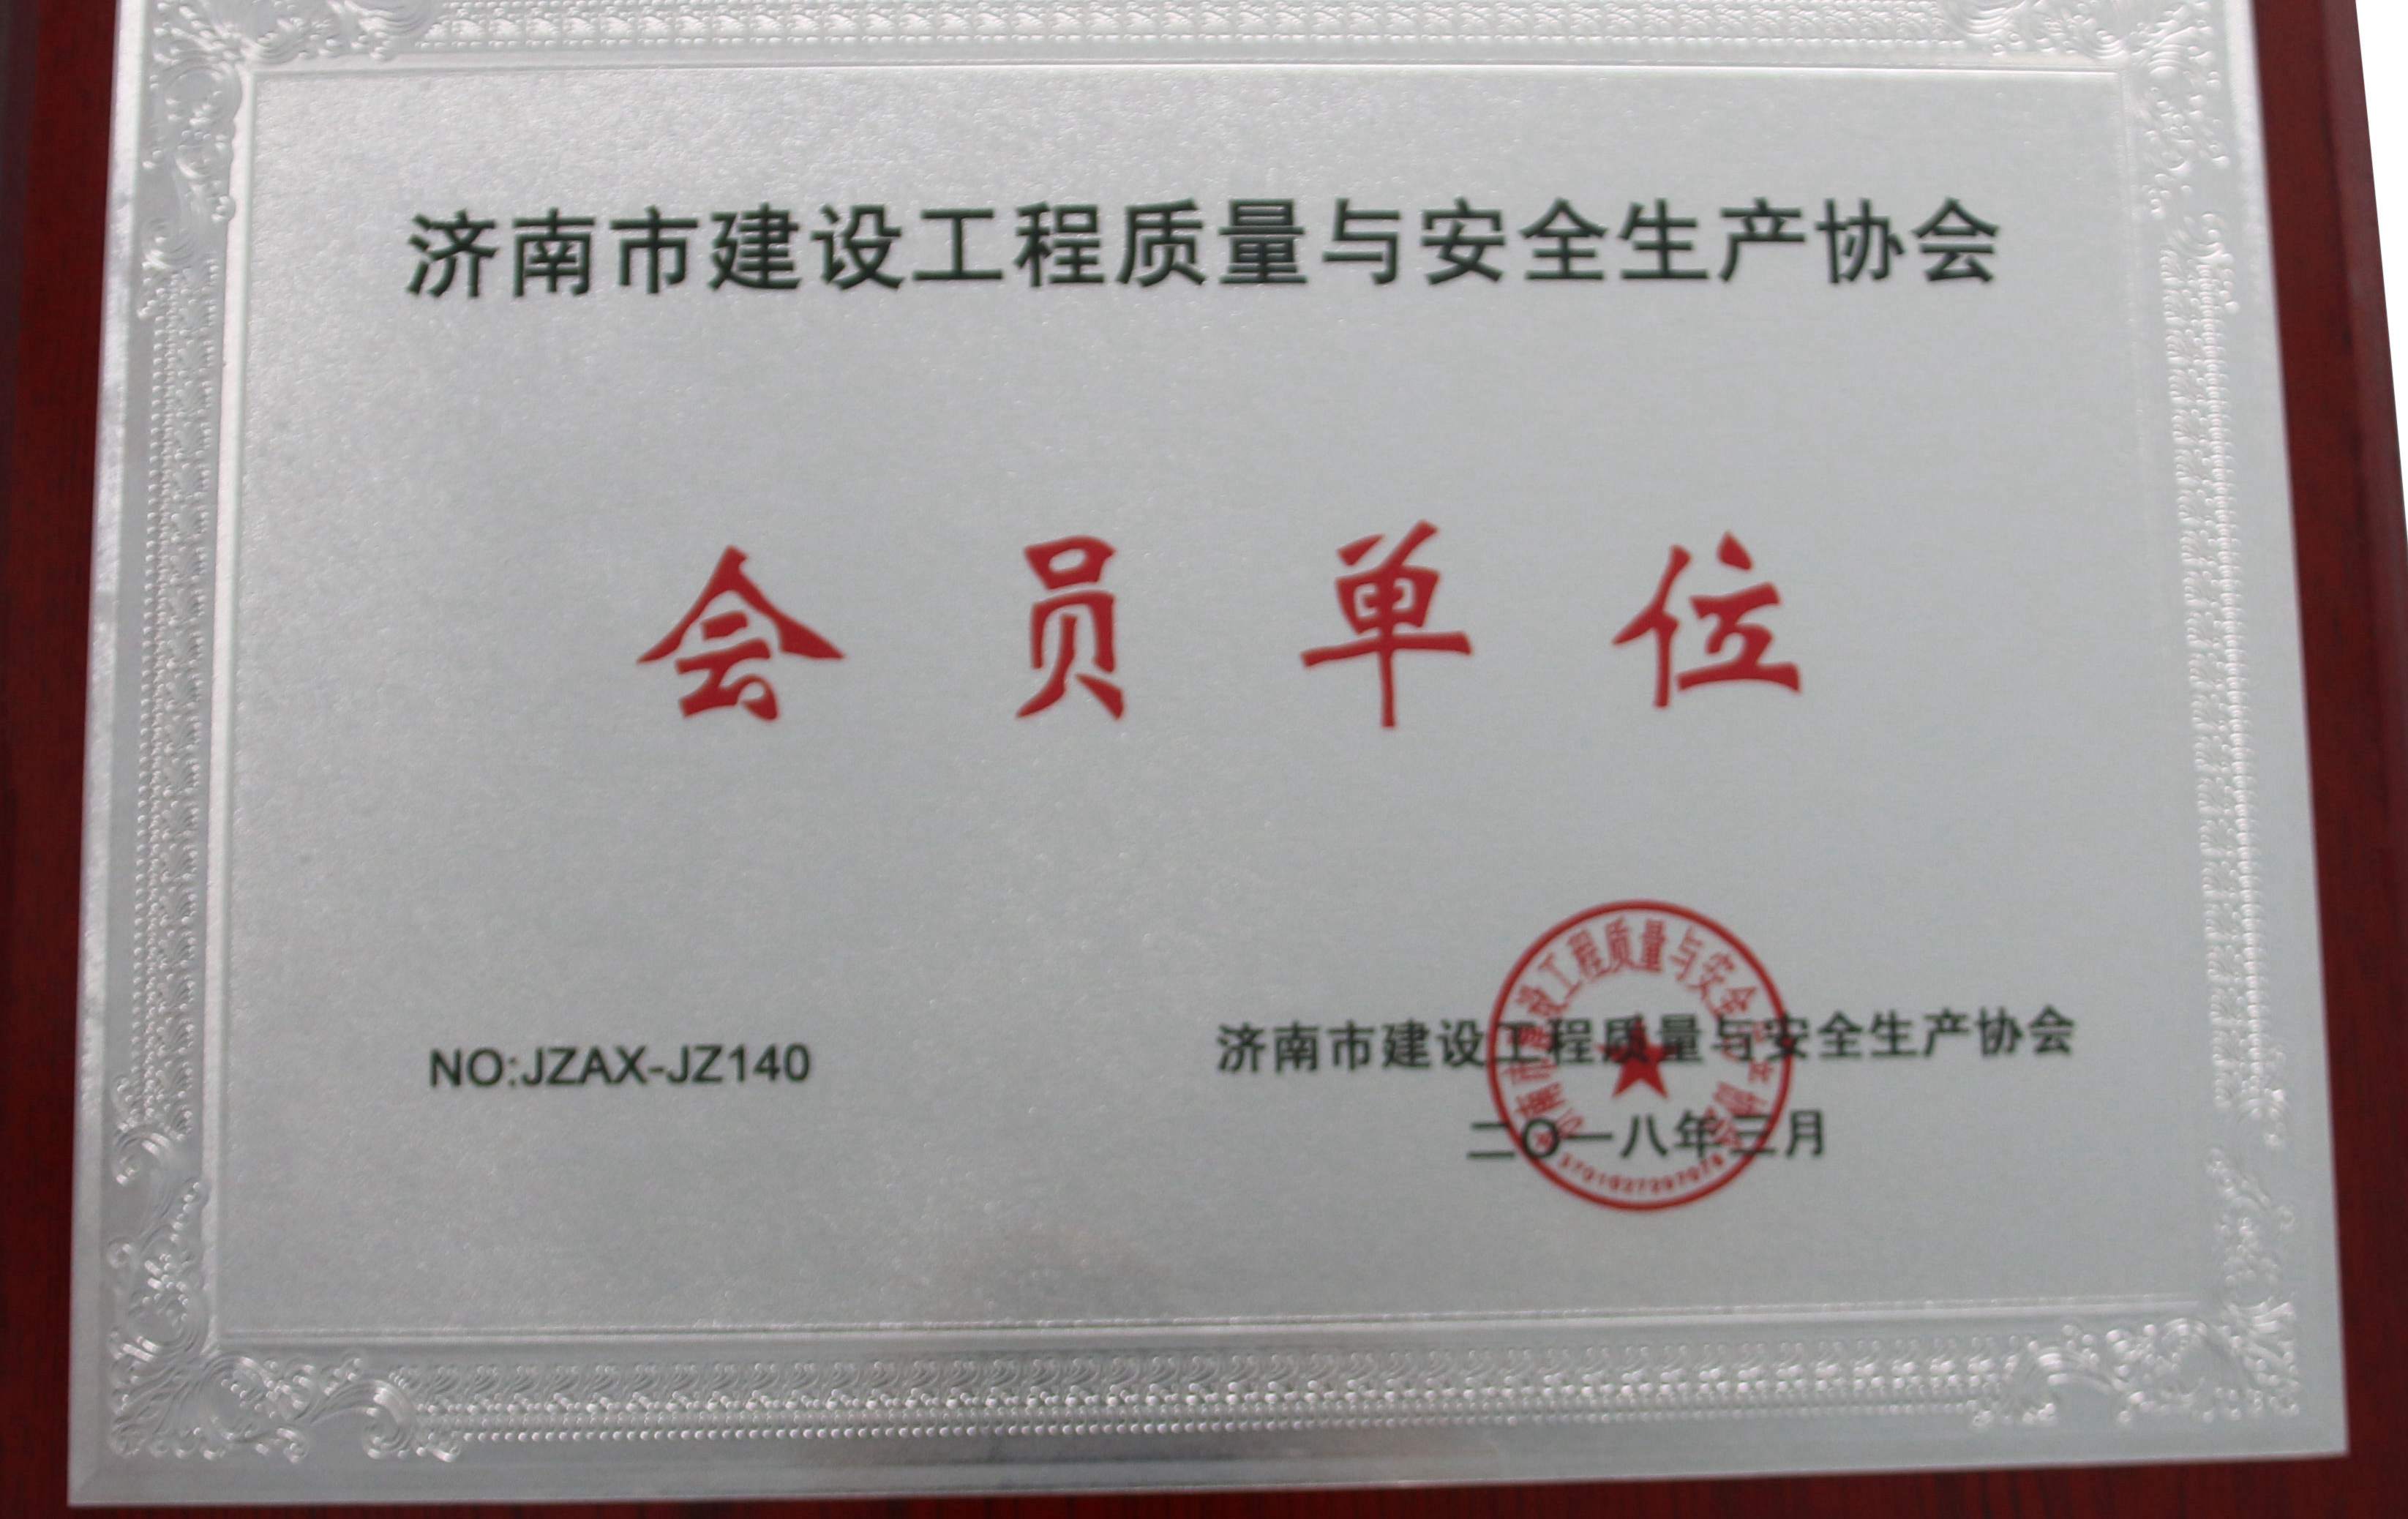 济南市建设工程质量与安全生产协会
会员单位
NO:JZAX-JZ140
济南市建设工程质量与安全生产协会
二〇一八年三月